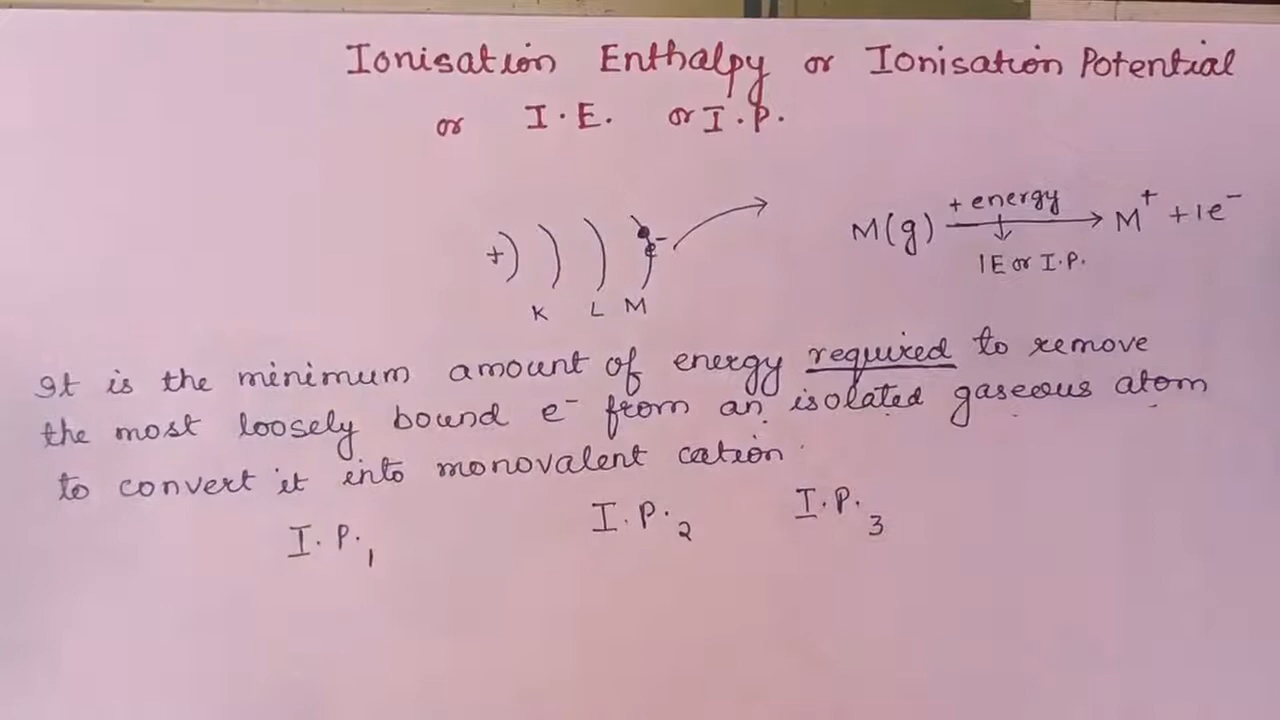 Ionisation Enthalpy or Ionisation Potential
or I.E. or I.P.
+ K L M e-
M(g) + energy → M⁺ + 1e⁻
↓
IE or I.P.
It is the minimum amount of energy required to remove
the most loosely bound e⁻ from an isolated gaseous atom
to convert it into monovalent cation.
I.P.₁ I.P.₂ I.P.₃